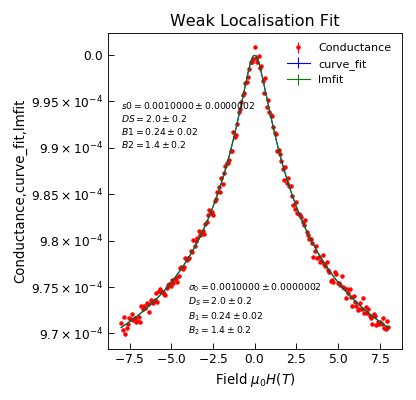 Weak Localisation Fit
Conductance
curve_fit
lmfit
s0 = 0.0010000 ± 0.0000002
DS = 2.0 ± 0.2
B1 = 0.24 ± 0.02
B2 = 1.4 ± 0.2
σ₀ = 0.0010000 ± 0.0000002
D_S = 2.0 ± 0.2
B₁ = 0.24 ± 0.02
B₂ = 1.4 ± 0.2
Conductance,curve_fit,lmfit
0.0
9.95 × 10⁻⁴
9.9 × 10⁻⁴
9.85 × 10⁻⁴
9.8 × 10⁻⁴
9.75 × 10⁻⁴
9.7 × 10⁻⁴
−7.5 −5.0 −2.5 0.0 2.5 5.0 7.5
Field μ₀H(T)